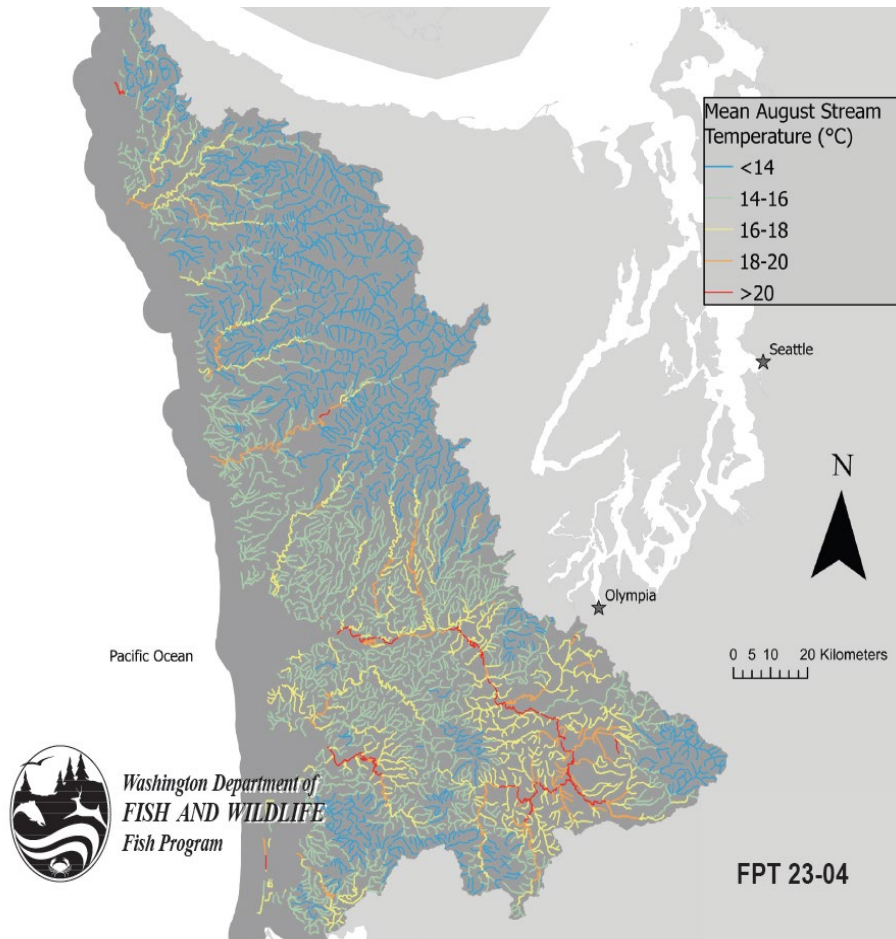 Mean August Stream
Temperature (°C)
<14
14-16
16-18
18-20
>20
Seattle
N
Olympia
Pacific Ocean
0 5 10 20 Kilometers
Washington Department of
FISH AND WILDLIFE
Fish Program
FPT 23-04